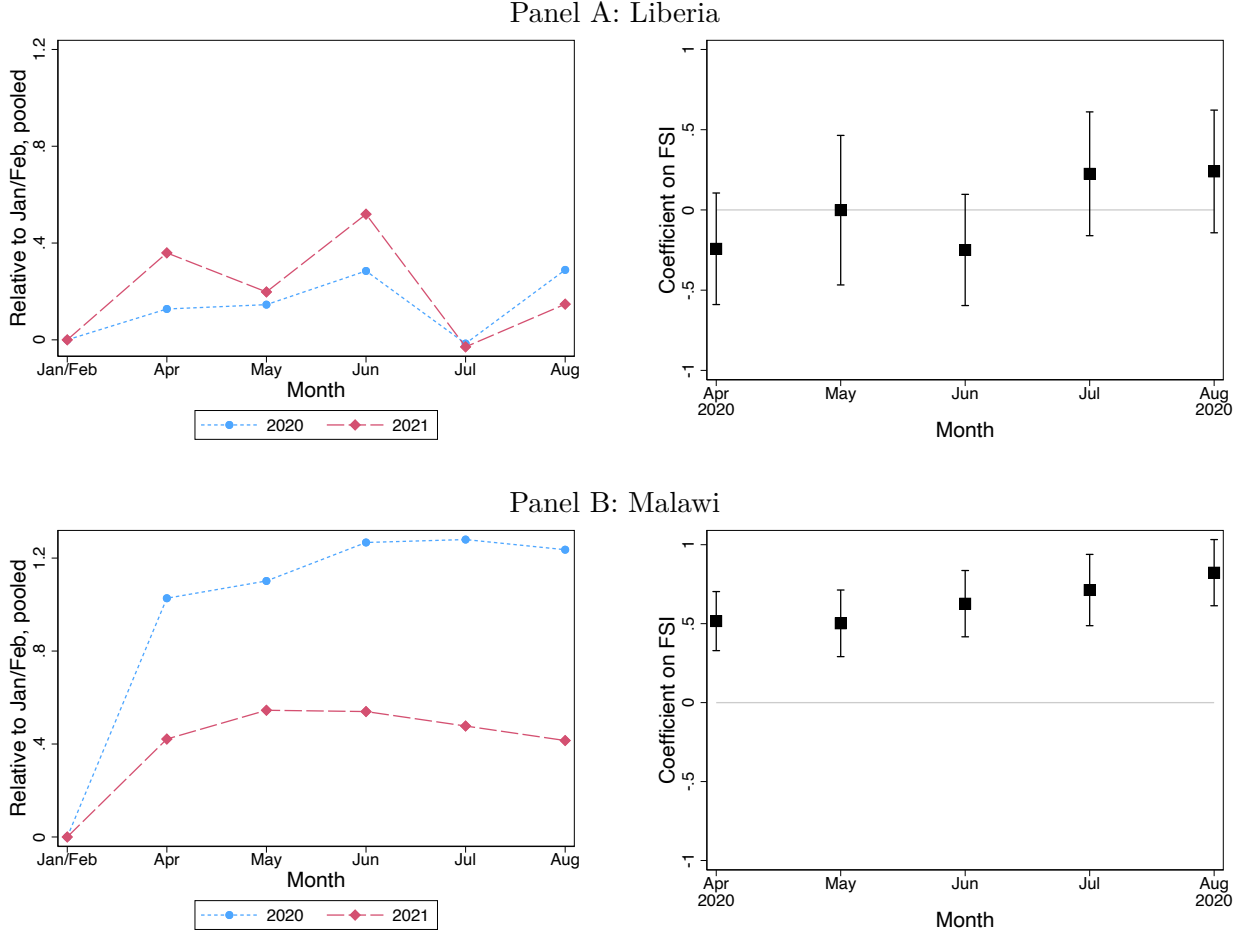 Panel A: Liberia
Relative to Jan/Feb, pooled
1.2
.8
.4
0
Jan/Feb Apr May Jun Jul Aug
Month
2020 2021
Coefficient on FSI
1
.5
0
-.5
-1
Apr May Jun Jul Aug
2020 2020
Month
Panel B: Malawi
Relative to Jan/Feb, pooled
1.2
.8
.4
0
Jan/Feb Apr May Jun Jul Aug
Month
2020 2021
Coefficient on FSI
1
.5
0
-.5
-1
Apr May Jun Jul Aug
2020 2020
Month